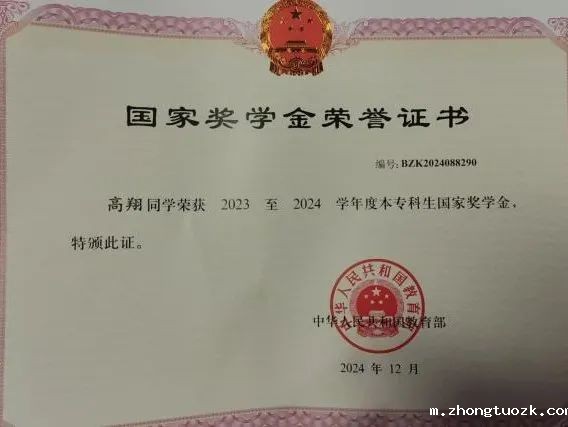 国家奖学金荣誉证书
编号: BZK2024088290
高翔同学荣获 2023 至 2024 学年度本专科生国家奖学金,
特颁此证。
中华人民共和国教育部
中华人民共和国教育部
2024 年 12 月
m.zhongtuozk.com